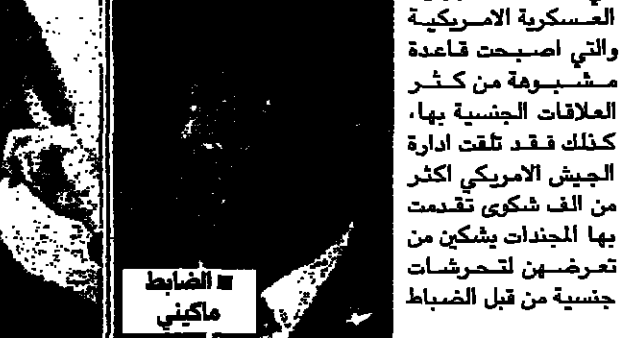 العسكرية الامريكية
والتي اصبحت قاعدة
مشبوهة من كثر
العلاقات الجنسية بها،
كذلك فقد تلقت ادارة
الجيش الامريكي اكثر
من الف شكوى تقدمت
بها المجندات يشكين من
تعرضهن لتحرشات
جنسية من قبل الضباط
■ الضابط
ماكيني